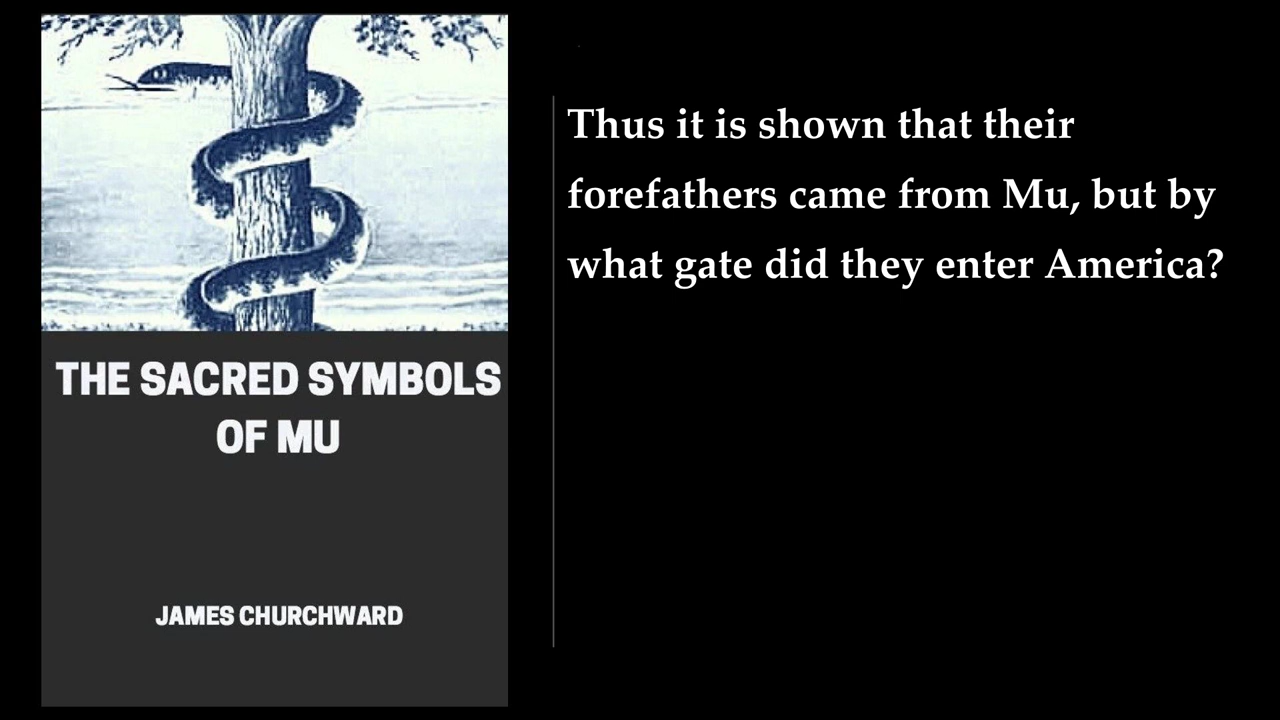 THE SACRED SYMBOLS
OF MU
JAMES CHURCHWARD
Thus it is shown that their
forefathers came from Mu, but by
what gate did they enter America?